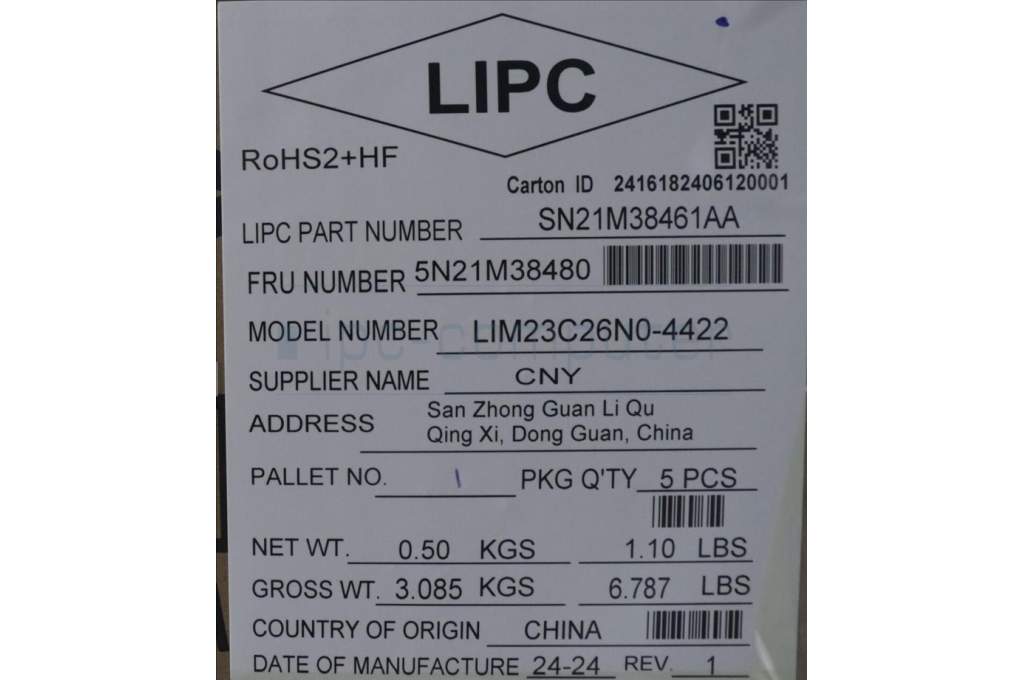 LIPC
RoHS2+HF
Carton ID 2416182406120001
LIPC PART NUMBER SN21M38461AA
FRU NUMBER 5N21M38480
MODEL NUMBER LIM23C26N0-4422
ipc-computer
SUPPLIER NAME CNY
ADDRESS San Zhong Guan Li Qu
Qing Xi, Dong Guan, China
PALLET NO. 1 PKG Q'TY 5 PCS
NET WT. 0.50 KGS 1.10 LBS
GROSS WT. 3.085 KGS 6.787 LBS
COUNTRY OF ORIGIN CHINA
DATE OF MANUFACTURE 24-24 REV. 1